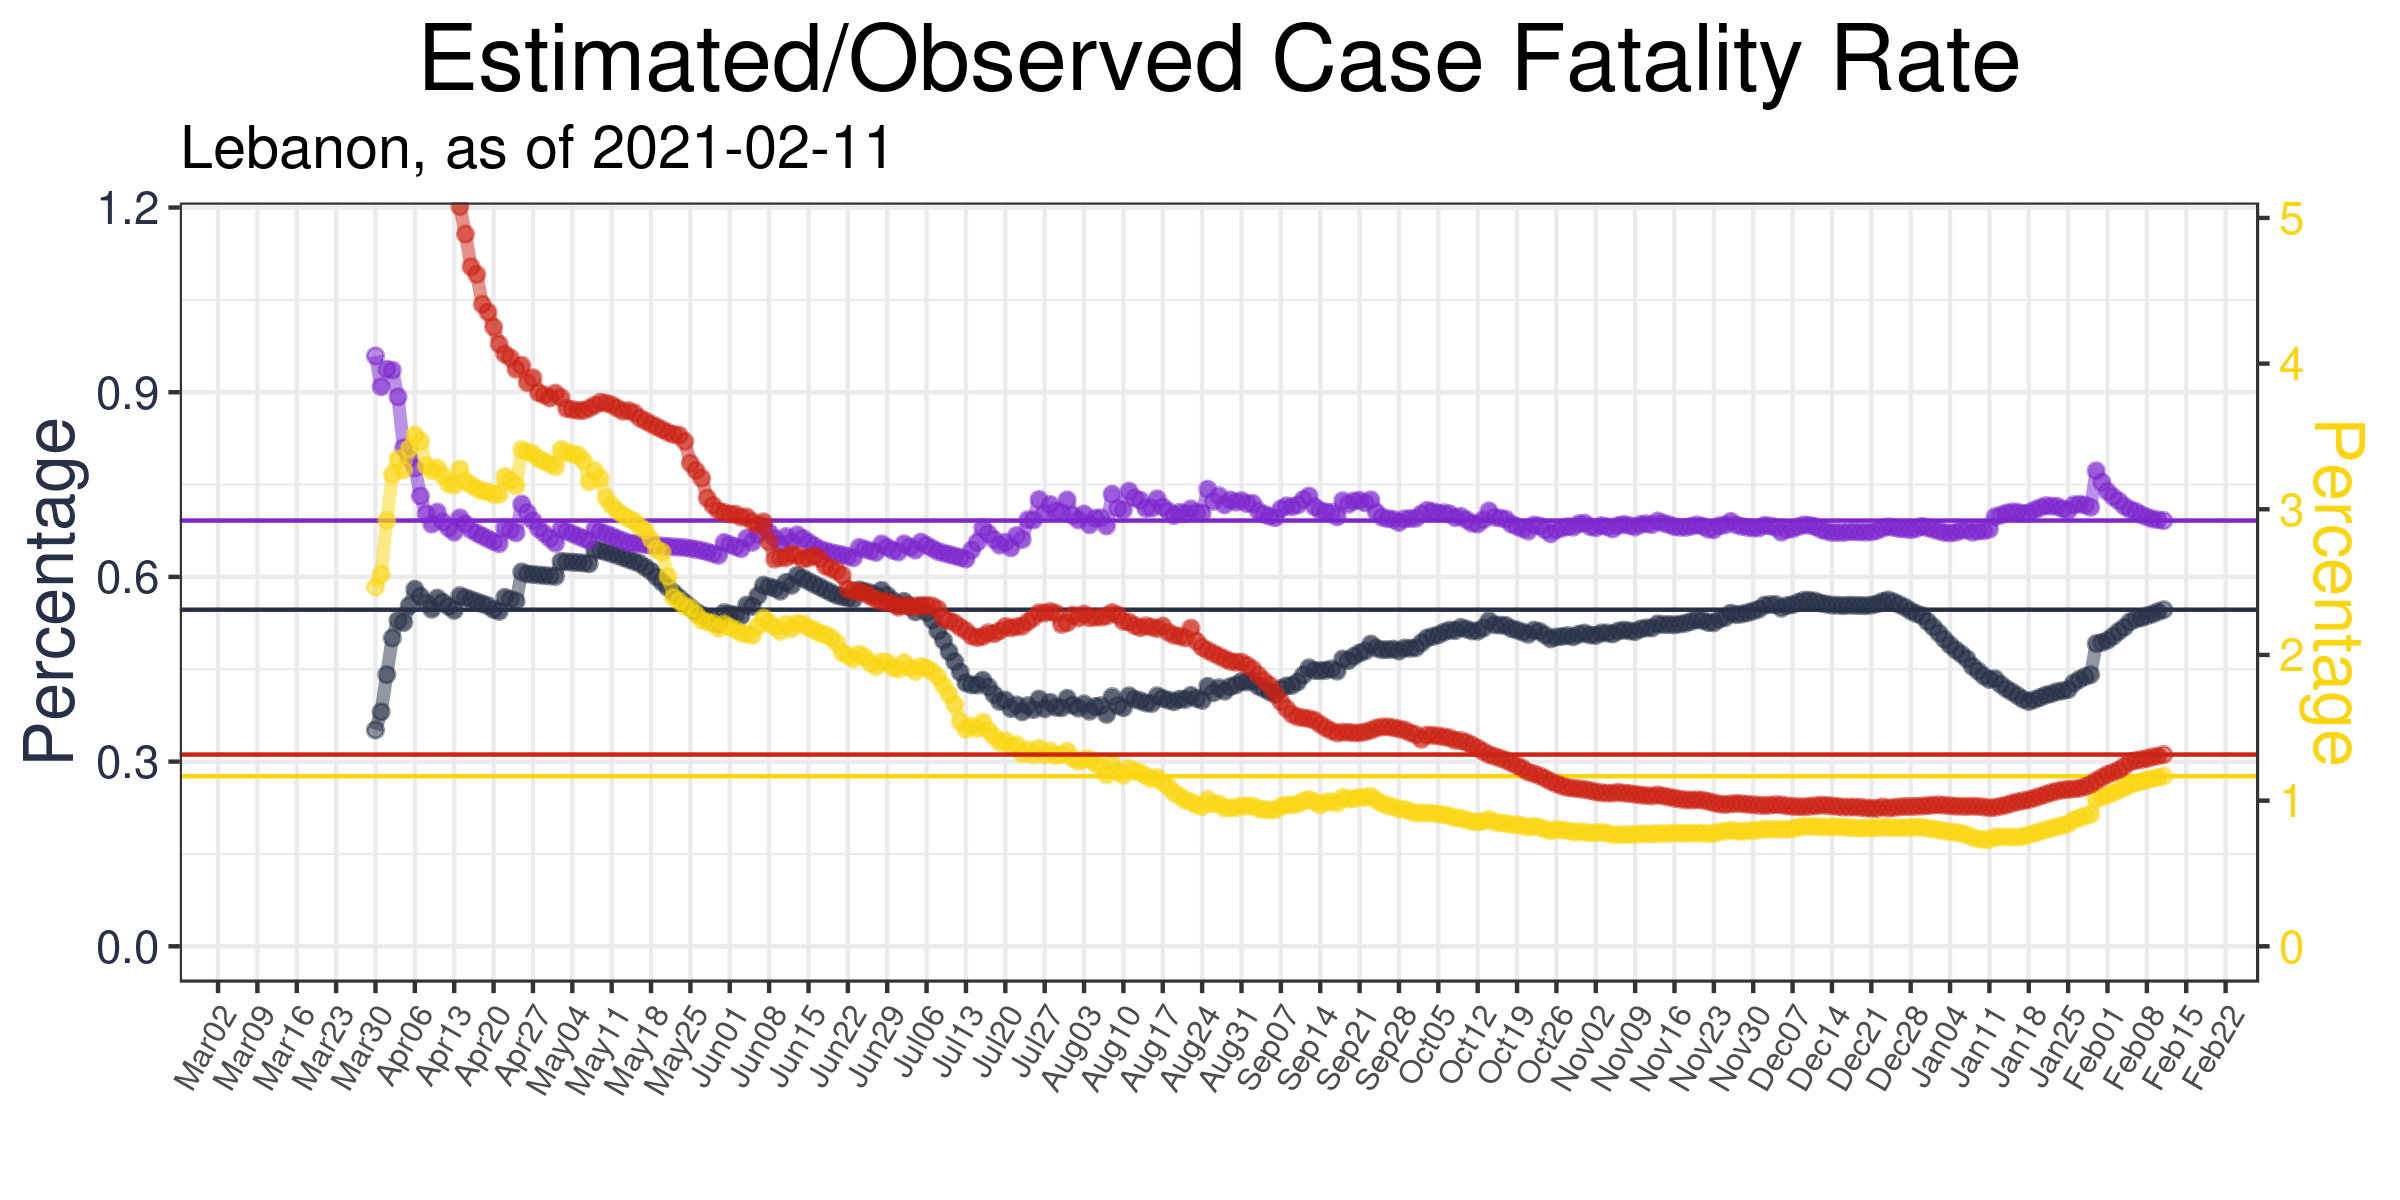 Estimated/Observed Case Fatality Rate
Lebanon, as of 2021-02-11
Percentage
1.2
0.9
0.6
0.3
0.0
5
4
3
2
1
0
Percentage
Mar02
Mar09
Mar16
Mar23
Mar30
Apr06
Apr13
Apr20
Apr27
May04
May11
May18
May25
Jun01
Jun08
Jun15
Jun22
Jun29
Jul06
Jul13
Jul20
Jul27
Aug03
Aug10
Aug17
Aug24
Aug31
Sep07
Sep14
Sep21
Sep28
Oct05
Oct12
Oct19
Oct26
Nov02
Nov09
Nov16
Nov23
Nov30
Dec07
Dec14
Dec21
Dec28
Jan04
Jan11
Jan18
Jan25
Feb01
Feb08
Feb15
Feb22